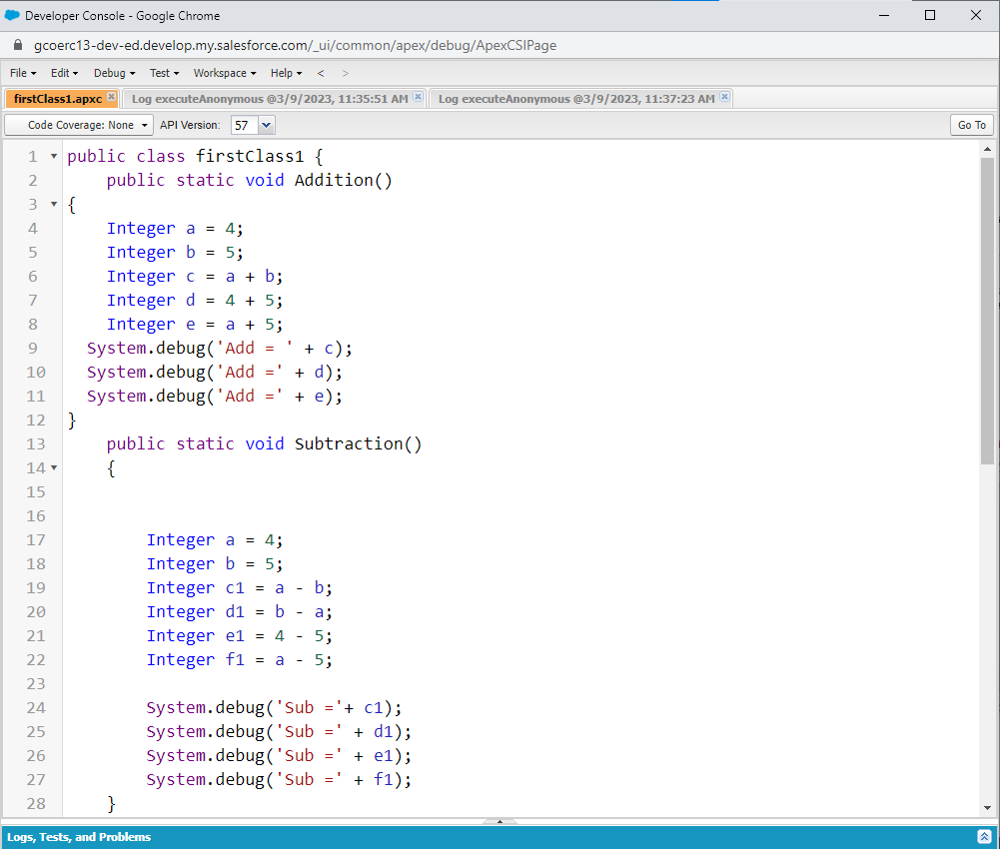 Developer Console - Google Chrome
gcoerc13-dev-ed.develop.my.salesforce.com/_ui/common/apex/debug/ApexCSIPage
File Edit Debug Test Workspace Help < >
firstClass1.apxc Log executeAnonymous @3/9/2023, 11:35:51 AM Log executeAnonymous @3/9/2023, 11:37:23 AM
Code Coverage: None API Version: 57 Go To
1 public class firstClass1 {
2 public static void Addition()
3 {
4 Integer a = 4;
5 Integer b = 5;
6 Integer c = a + b;
7 Integer d = 4 + 5;
8 Integer e = a + 5;
9 System.debug('Add = ' + c);
10 System.debug('Add =' + d);
11 System.debug('Add =' + e);
12 }
13 public static void Subtraction()
14 {
15
16
17 Integer a = 4;
18 Integer b = 5;
19 Integer c1 = a - b;
20 Integer d1 = b - a;
21 Integer e1 = 4 - 5;
22 Integer f1 = a - 5;
23
24 System.debug('Sub ='+ c1);
25 System.debug('Sub =' + d1);
26 System.debug('Sub =' + e1);
27 System.debug('Sub =' + f1);
28 }
Logs, Tests, and Problems